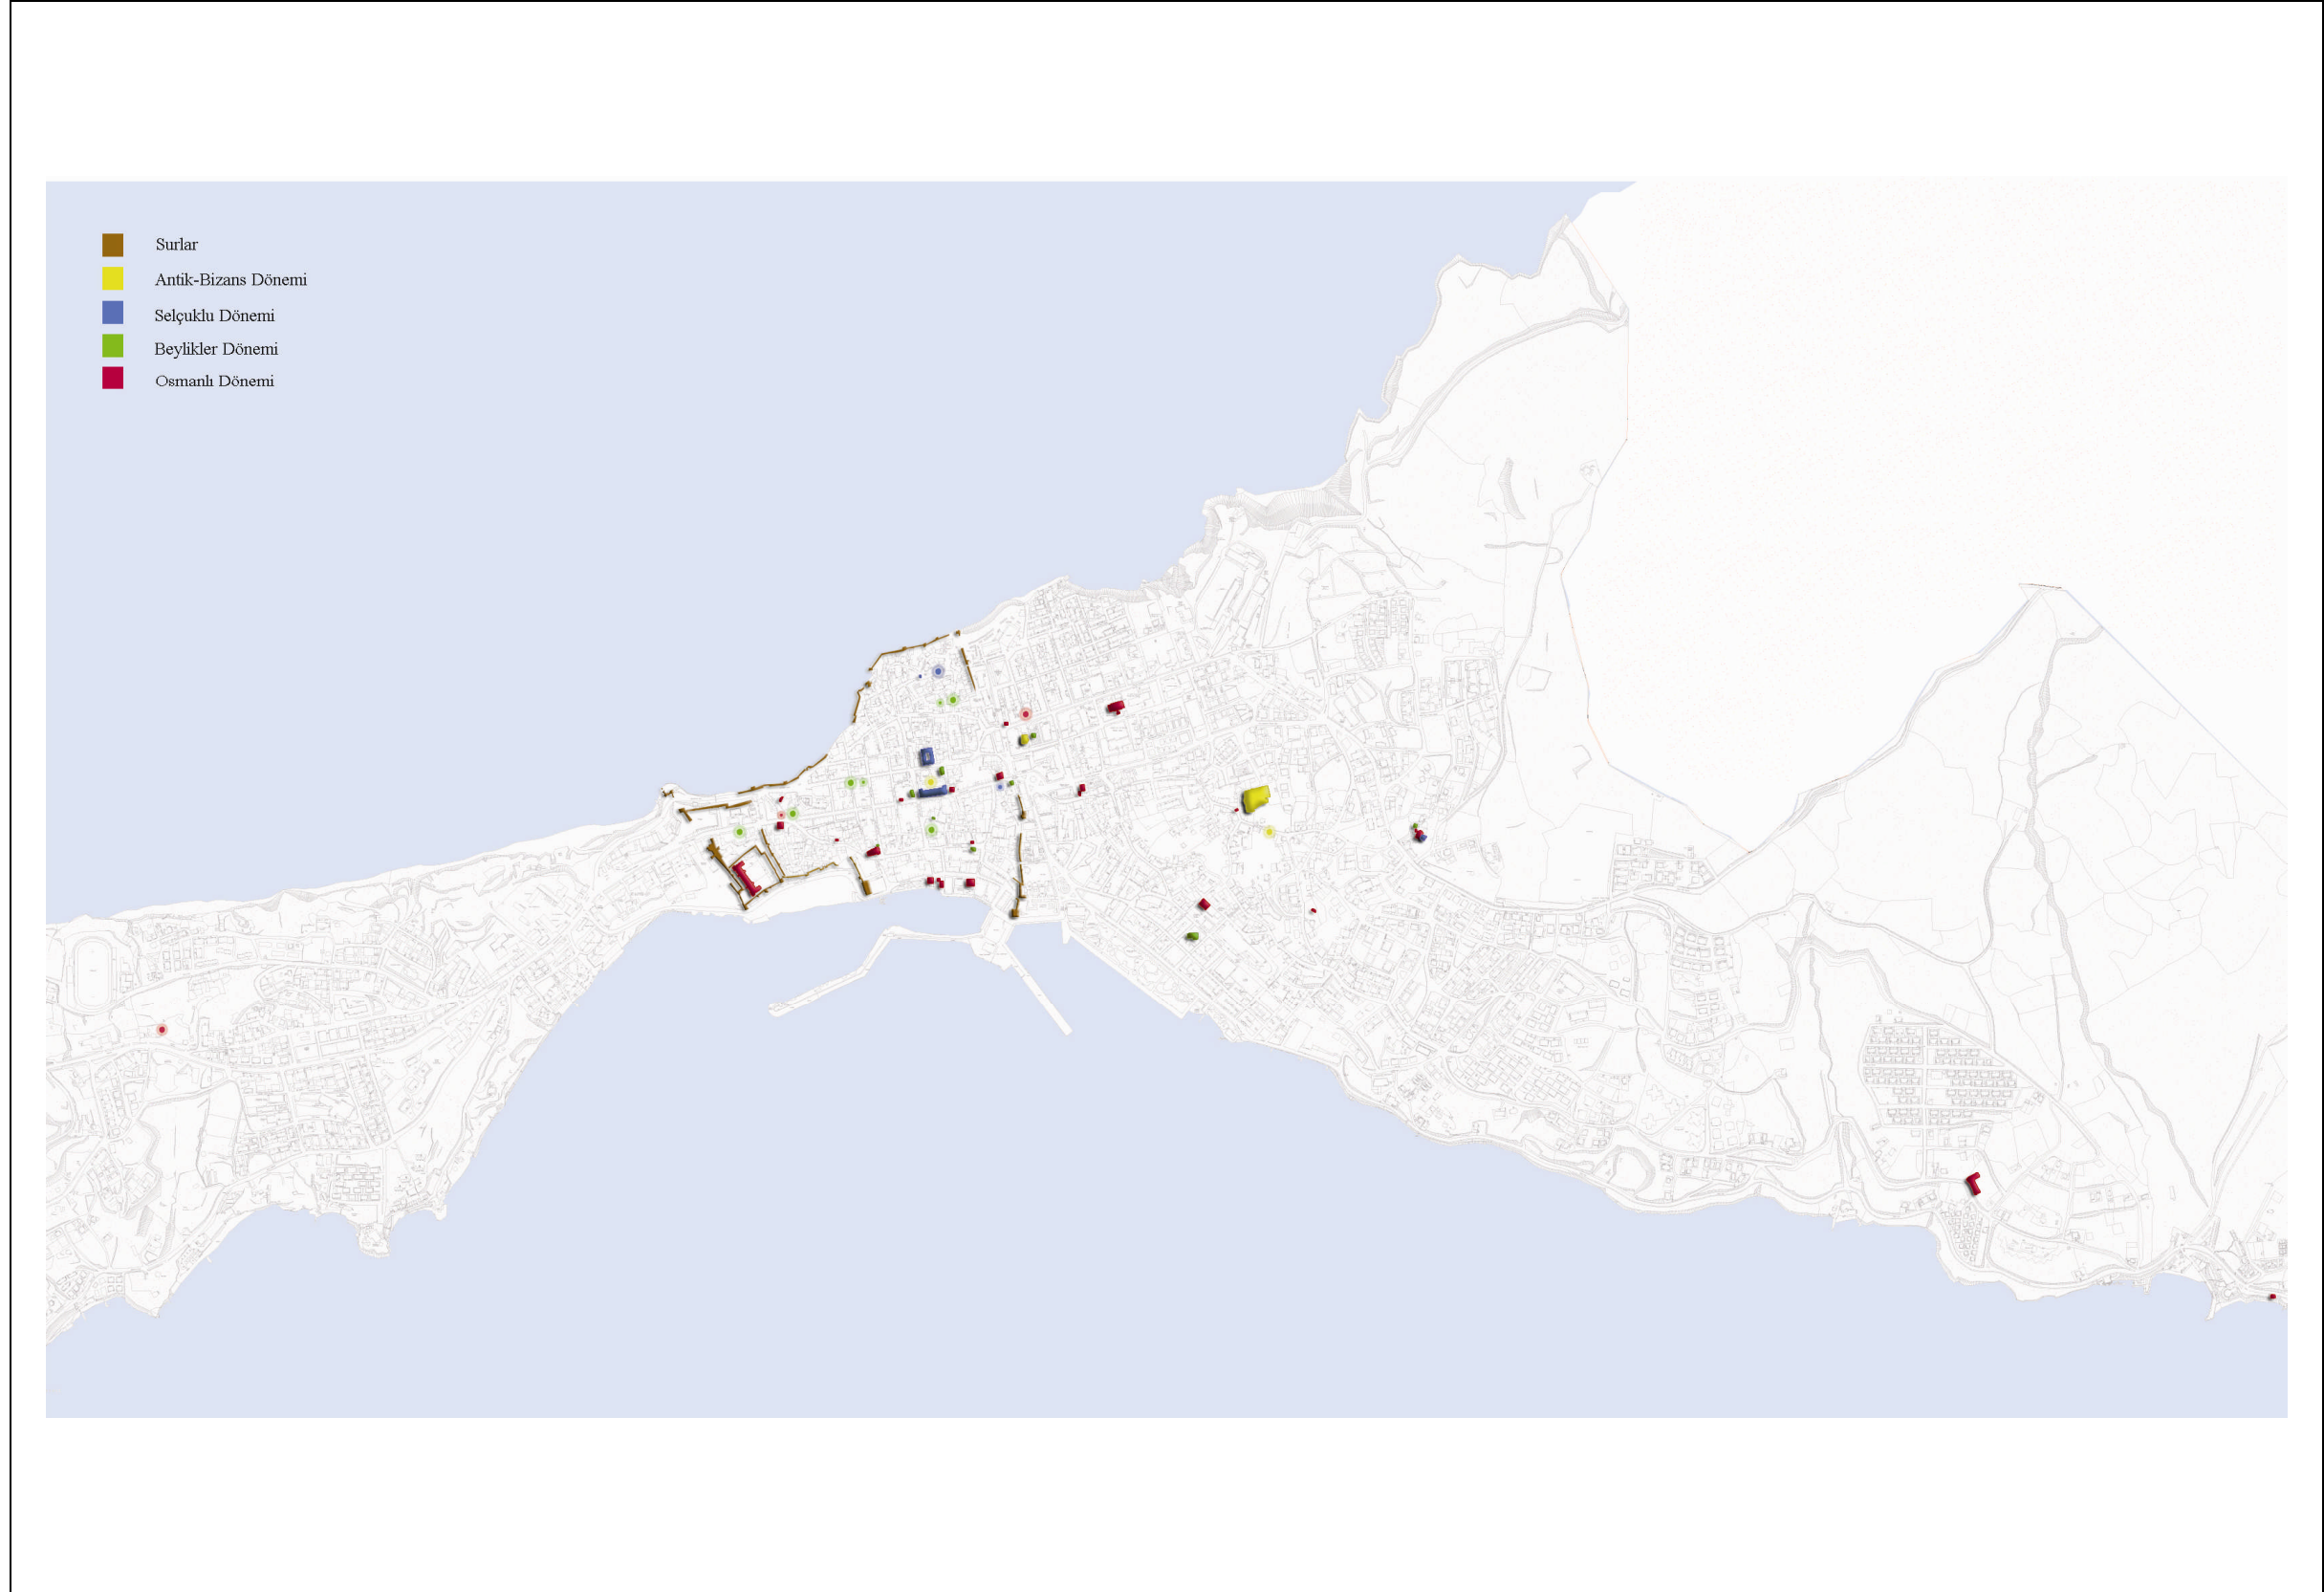 Surlar
Antik-Bizans Dönemi
Selçuklu Dönemi
Beylikler Dönemi
Osmanlı Dönemi